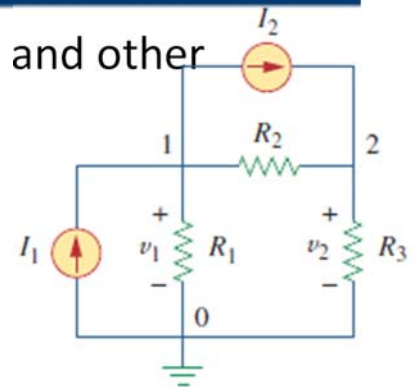 I₂
and other
R₂
1
2
+
+
I₁
v₁
R₁
v₂
R₃
−
−
0